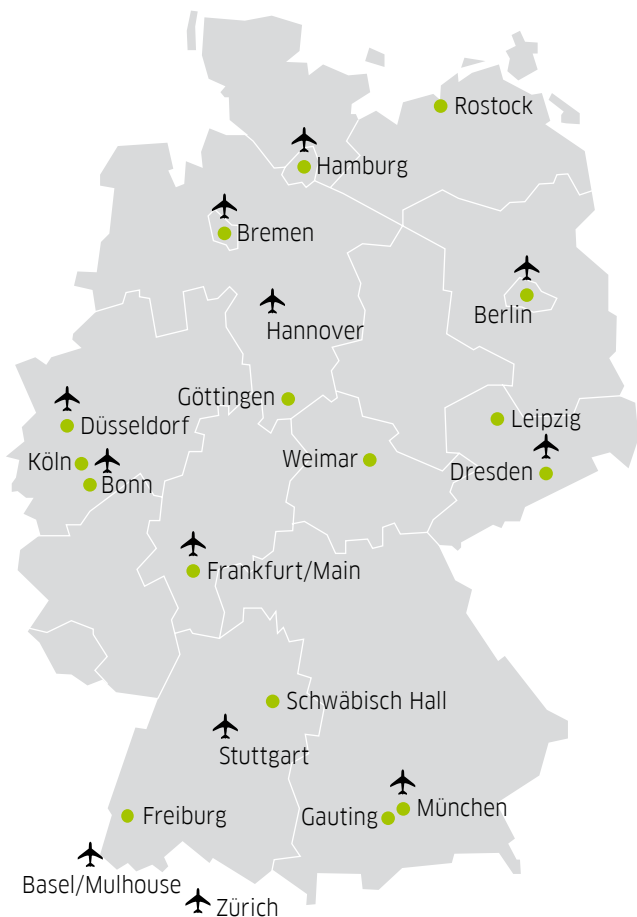 Rostock
Hamburg
Bremen
Berlin
Hannover
Göttingen
Leipzig
Düsseldorf
Köln
Weimar
Dresden
Bonn
Frankfurt/Main
Schwäbisch Hall
Stuttgart
München
Freiburg
Gauting
Basel/Mulhouse
Zürich